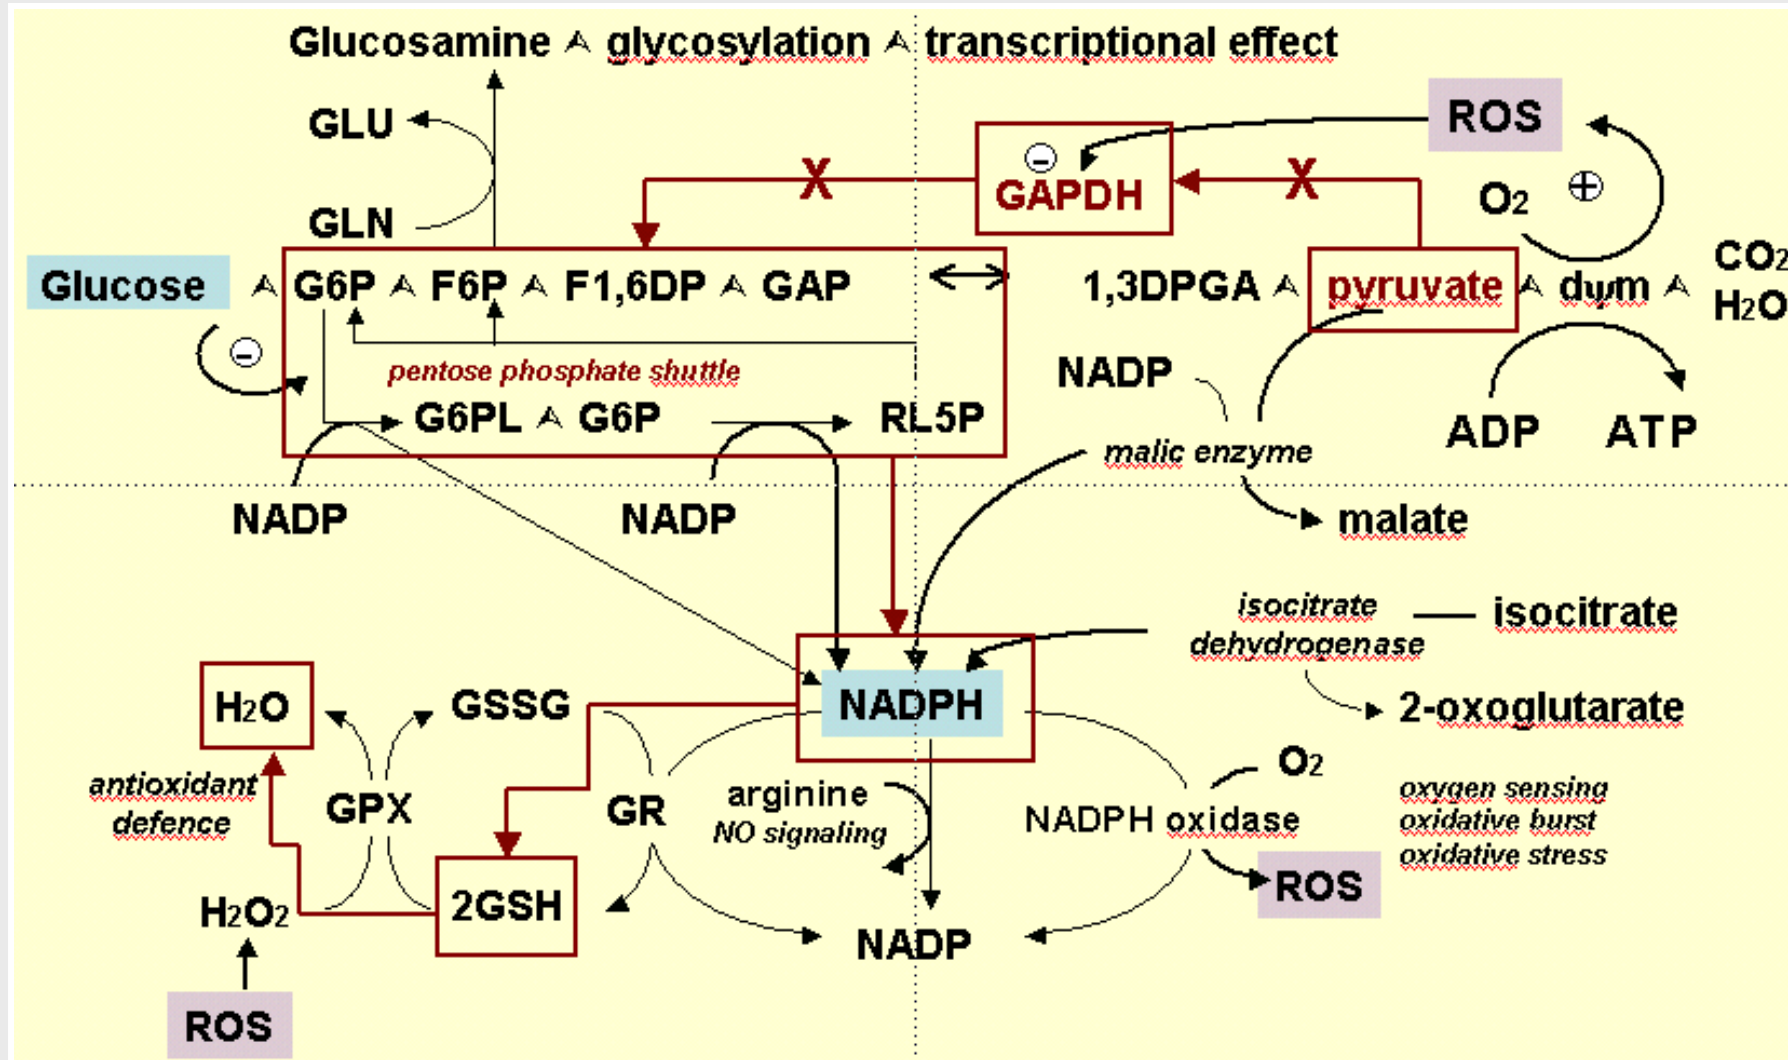 Glucosamine ⋏ glycosylation ⋏ transcriptional effect
GLU
ROS
X
-
GAPDH
X
O2
+
GLN
Glucose ⋏ G6P ⋏ F6P ⋏ F1,6DP ⋏ GAP
1,3DPGA ⋏ pyruvate ⋏ dψm ⋏ CO2
H2O
-
pentose phosphate shuttle
NADP
G6PL ⋏ G6P
RL5P
malic enzyme
ADP
ATP
NADP
NADP
malate
isocitrate
dehydrogenase
isocitrate
H2O
GSSG
NADPH
2-oxoglutarate
antioxidant
defence
GPX
GR
arginine
NO signaling
O2
NADPH oxidase
oxygen sensing
oxidative burst
oxidative stress
H2O2
2GSH
ROS
NADP
ROS